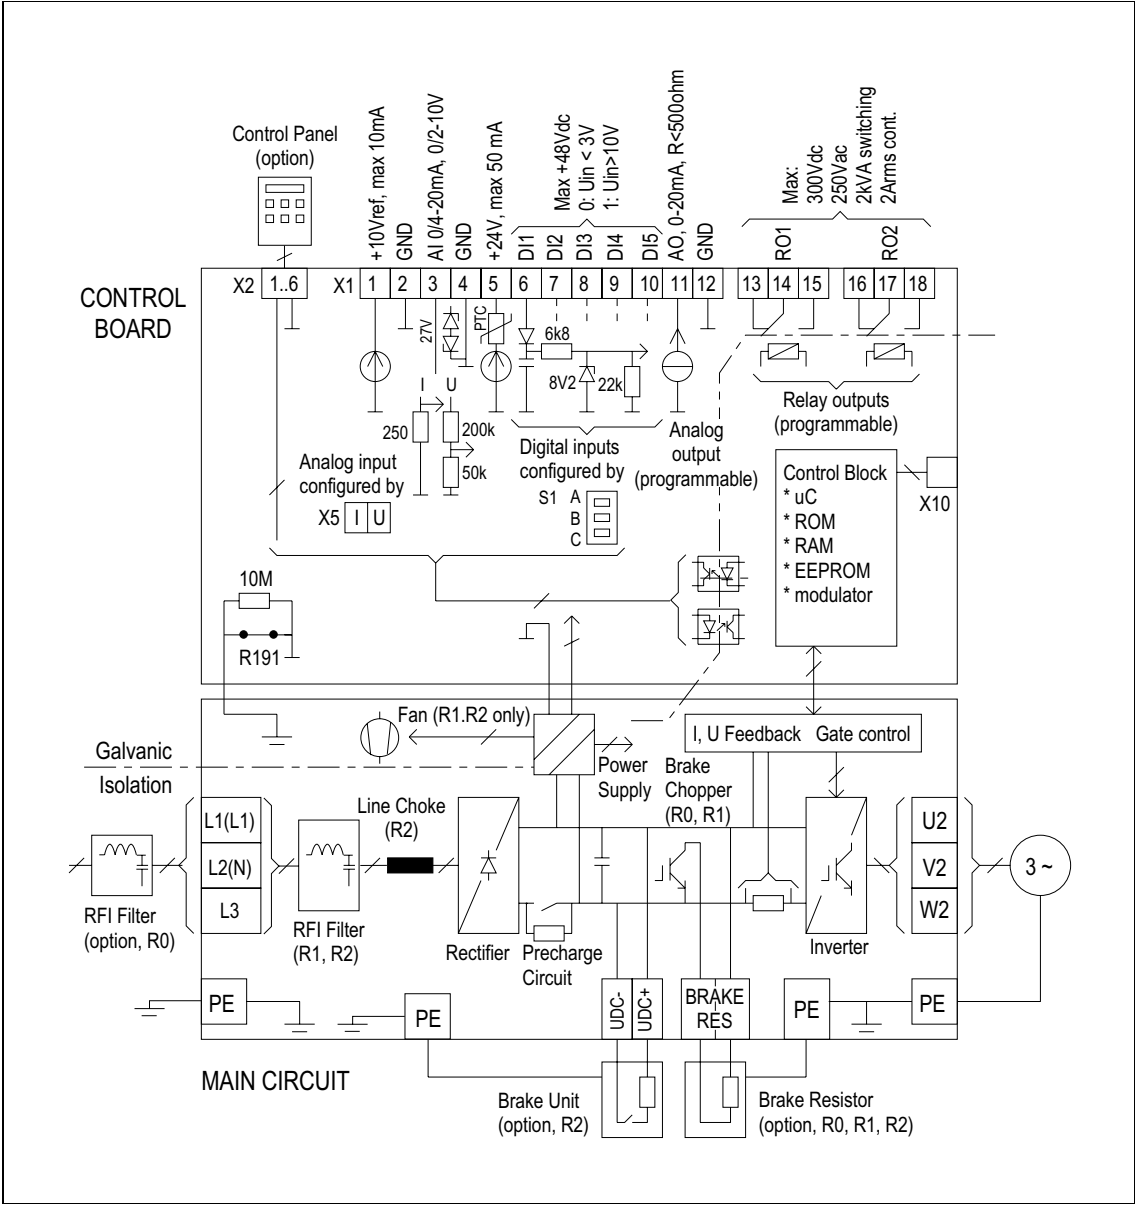 Control Panel
(option)
+10Vref, max 10mA
GND
AI 0/4-20mA, 0/2-10V
GND
+24V, max 50 mA
DI1
DI2
DI3
DI4
DI5
Max +48Vdc
0: Uin < 3V
1: Uin>10V
AO, 0-20mA, R<500ohm
GND
Max:
300Vdc
250Vac
2kVA switching
2Arms cont.
RO1
RO2
CONTROL
BOARD
X2
1..6
X1
1
2
3
4
5
6
7
8
9
10
11
12
13
14
15
16
17
18
27V
PTC
6k8
8V2
22k
I
U
250
200k
50k
Analog input
configured by
X5
I
U
Digital inputs
configured by
S1
A
B
C
Analog
output
(programmable)
Relay outputs
(programmable)
Control Block
* uC
* ROM
* RAM
* EEPROM
* modulator
X10
10M
R191
Fan (R1.R2 only)
Galvanic
Isolation
Power
Supply
I, U Feedback
Gate control
Brake
Chopper
(R0, R1)
Line Choke
(R2)
L1(L1)
L2(N)
L3
U2
V2
W2
3 ~
RFI Filter
(option, R0)
RFI Filter
(R1, R2)
Rectifier
Precharge
Circuit
Inverter
PE
PE
UDC-
UDC+
BRAKE
RES
PE
PE
MAIN CIRCUIT
Brake Unit
(option, R2)
Brake Resistor
(option, R0, R1, R2)